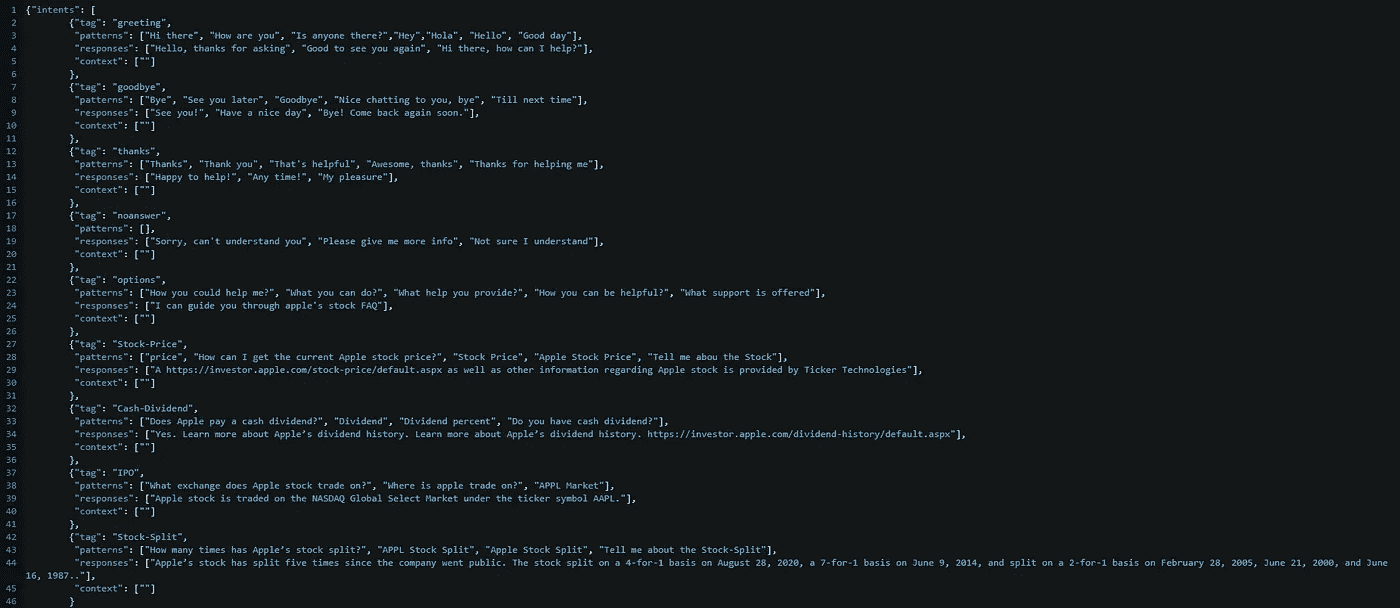 1 {"intents": [
2 {"tag": "greeting",
3 "patterns": ["Hi there", "How are you", "Is anyone there?","Hey","Hola", "Hello", "Good day"],
4 "responses": ["Hello, thanks for asking", "Good to see you again", "Hi there, how can I help?"],
5 "context": [""]
6 },
7 {"tag": "goodbye",
8 "patterns": ["Bye", "See you later", "Goodbye", "Nice chatting to you, bye", "Till next time"],
9 "responses": ["See you!", "Have a nice day", "Bye! Come back again soon."],
10 "context": [""]
11 },
12 {"tag": "thanks",
13 "patterns": ["Thanks", "Thank you", "That's helpful", "Awesome, thanks", "Thanks for helping me"],
14 "responses": ["Happy to help!", "Any time!", "My pleasure"],
15 "context": [""]
16 },
17 {"tag": "noanswer",
18 "patterns": [],
19 "responses": ["Sorry, can't understand you", "Please give me more info", "Not sure I understand"],
20 "context": [""]
21 },
22 {"tag": "options",
23 "patterns": ["How you could help me?", "What you can do?", "What help you provide?", "How you can be helpful?", "What support is offered"],
24 "responses": ["I can guide you through apple's stock FAQ"],
25 "context": [""]
26 },
27 {"tag": "Stock-Price",
28 "patterns": ["price", "How can I get the current Apple stock price?", "Stock Price", "Apple Stock Price", "Tell me abou the Stock"],
29 "responses": ["A https://investor.apple.com/stock-price/default.aspx as well as other information regarding Apple stock is provided by Ticker Technologies"],
30 "context": [""]
31 },
32 {"tag": "Cash-Dividend",
33 "patterns": ["Does Apple pay a cash dividend?", "Dividend", "Dividend percent", "Do you have cash dividend?"],
34 "responses": ["Yes. Learn more about Apple’s dividend history. Learn more about Apple’s dividend history. https://investor.apple.com/dividend-history/default.aspx"],
35 "context": [""]
36 },
37 {"tag": "IPO",
38 "patterns": ["What exchange does Apple stock trade on?", "Where is apple trade on?", "APPL Market"],
39 "responses": ["Apple stock is traded on the NASDAQ Global Select Market under the ticker symbol AAPL."],
40 "context": [""]
41 },
42 {"tag": "Stock-Split",
43 "patterns": ["How many times has Apple’s stock split?", "APPL Stock Split", "Apple Stock Split", "Tell me about the Stock-Split"],
44 "responses": ["Apple’s stock has split five times since the company went public. The stock split on a 4-for-1 basis on August 28, 2020, a 7-for-1 basis on June 9, 2014, and split on a 2-for-1 basis on February 28, 2005, June 21, 2000, and June
16, 1987.."],
45 "context": [""]
46 }